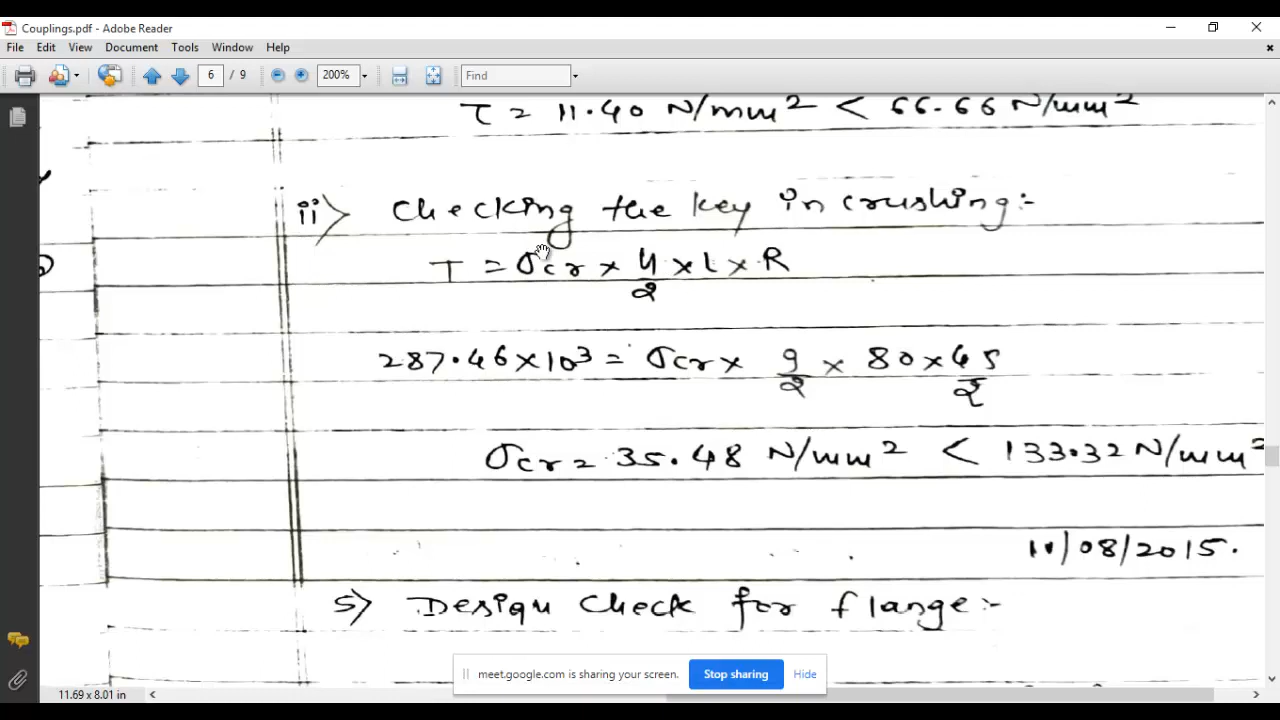 Couplings.pdf - Adobe Reader
File Edit View Document Tools Window Help
6 / 9 200% Find
τ = 11.40 N/mm² < 66.66 N/mm²
ii) Checking the key in crushing:-
T = σcr × 4/2 × L × R
287.46×10³ = σcr × 9/2 × 80 × 45/2
σcr = 35.48 N/mm² < 133.32 N/mm²
11/08/2015.
5) Design Check for flange:-
meet.google.com is sharing your screen. Stop sharing Hide
11.69 x 8.01 in